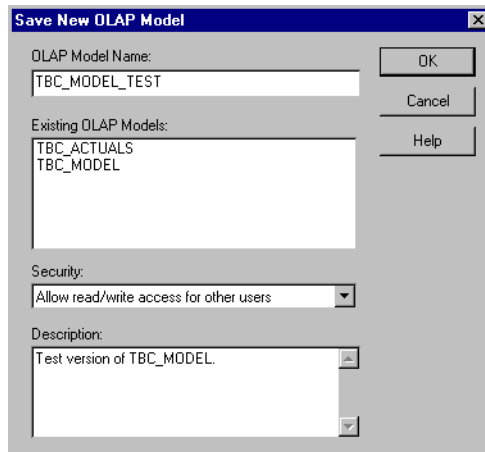 Save New OLAP Model
OLAP Model Name:
TBC_MODEL_TEST
OK
Cancel
Existing OLAP Models:
Help
TBC_ACTUALS
TBC_MODEL
Security:
Allow read/write access for other users
Description:
Test version of TBC_MODEL.